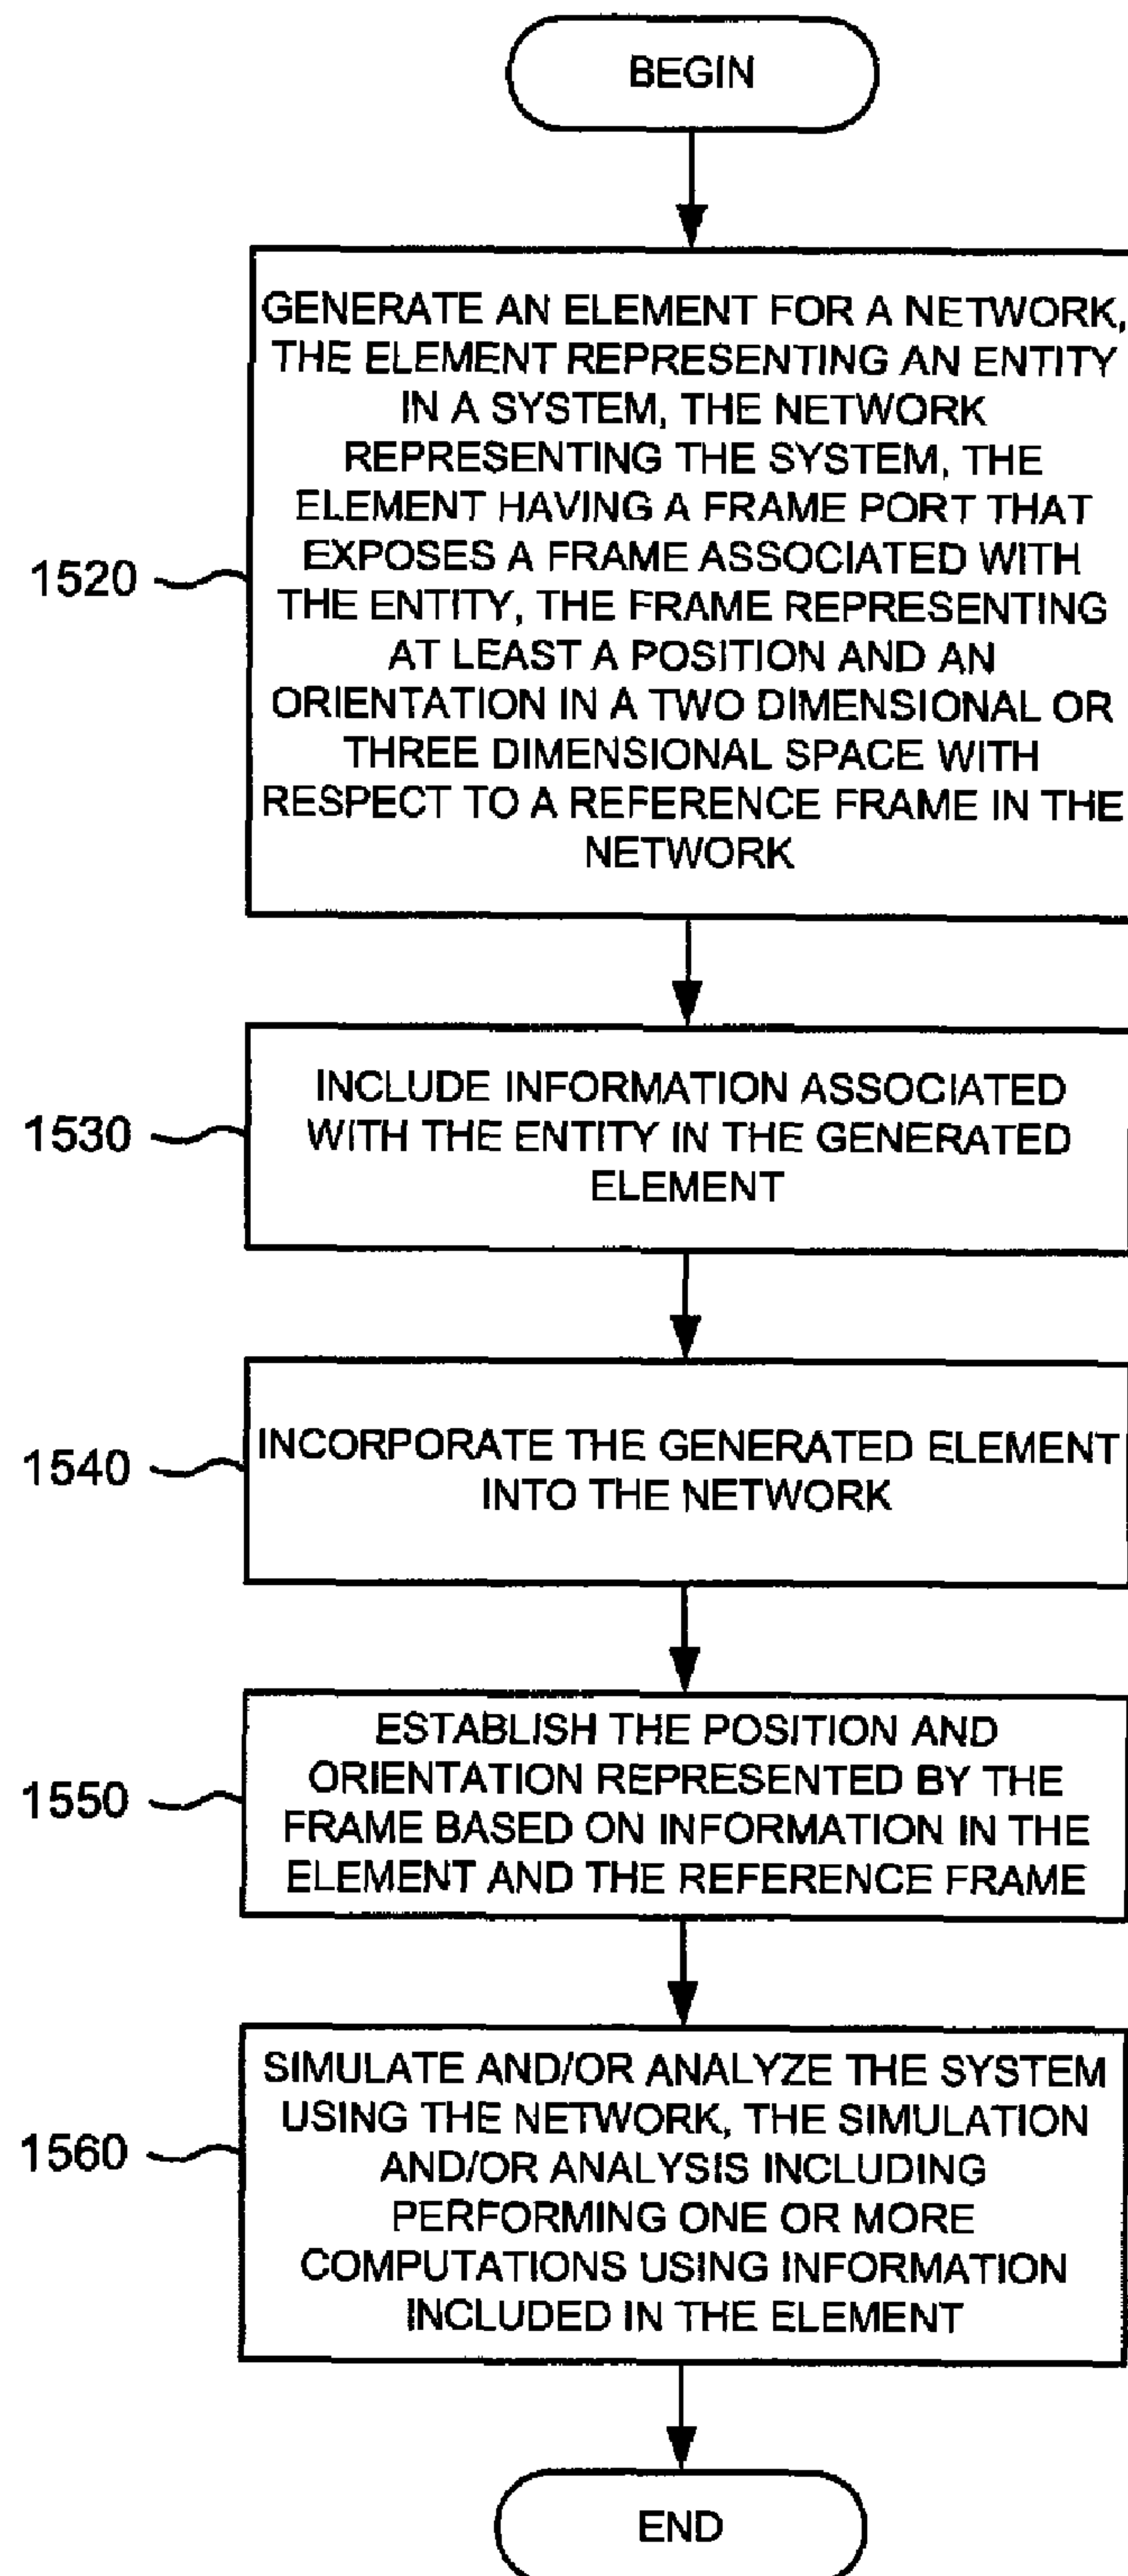 BEGIN
GENERATE AN ELEMENT FOR A NETWORK,
THE ELEMENT REPRESENTING AN ENTITY
IN A SYSTEM, THE NETWORK
REPRESENTING THE SYSTEM, THE
ELEMENT HAVING A FRAME PORT THAT
EXPOSES A FRAME ASSOCIATED WITH
THE ENTITY, THE FRAME REPRESENTING
AT LEAST A POSITION AND AN
ORIENTATION IN A TWO DIMENSIONAL OR
THREE DIMENSIONAL SPACE WITH
RESPECT TO A REFERENCE FRAME IN THE
NETWORK
1520
INCLUDE INFORMATION ASSOCIATED
WITH THE ENTITY IN THE GENERATED
ELEMENT
1530
INCORPORATE THE GENERATED ELEMENT
INTO THE NETWORK
1540
ESTABLISH THE POSITION AND
ORIENTATION REPRESENTED BY THE
FRAME BASED ON INFORMATION IN THE
ELEMENT AND THE REFERENCE FRAME
1550
SIMULATE AND/OR ANALYZE THE SYSTEM
USING THE NETWORK, THE SIMULATION
AND/OR ANALYSIS INCLUDING
PERFORMING ONE OR MORE
COMPUTATIONS USING INFORMATION
INCLUDED IN THE ELEMENT
1560
END